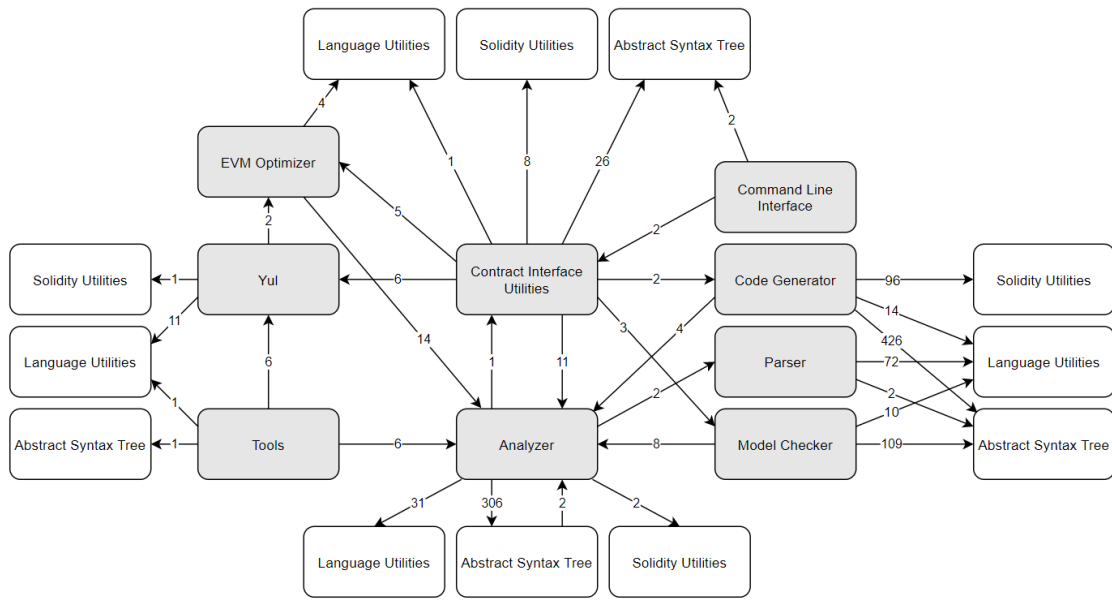 Language Utilities
Solidity Utilities
Abstract Syntax Tree
4
2
EVM Optimizer
1
8
26
Command Line
Interface
5
2
2
Solidity Utilities
1
Yul
6
Contract Interface
Utilities
2
Code Generator
96
Solidity Utilities
11
14
3
4
14
426
Language Utilities
6
1
11
Parser
72
Language Utilities
2
2
1
10
Abstract Syntax Tree
1
Tools
6
Analyzer
8
Model Checker
109
Abstract Syntax Tree
31
306
2
2
Language Utilities
Abstract Syntax Tree
Solidity Utilities